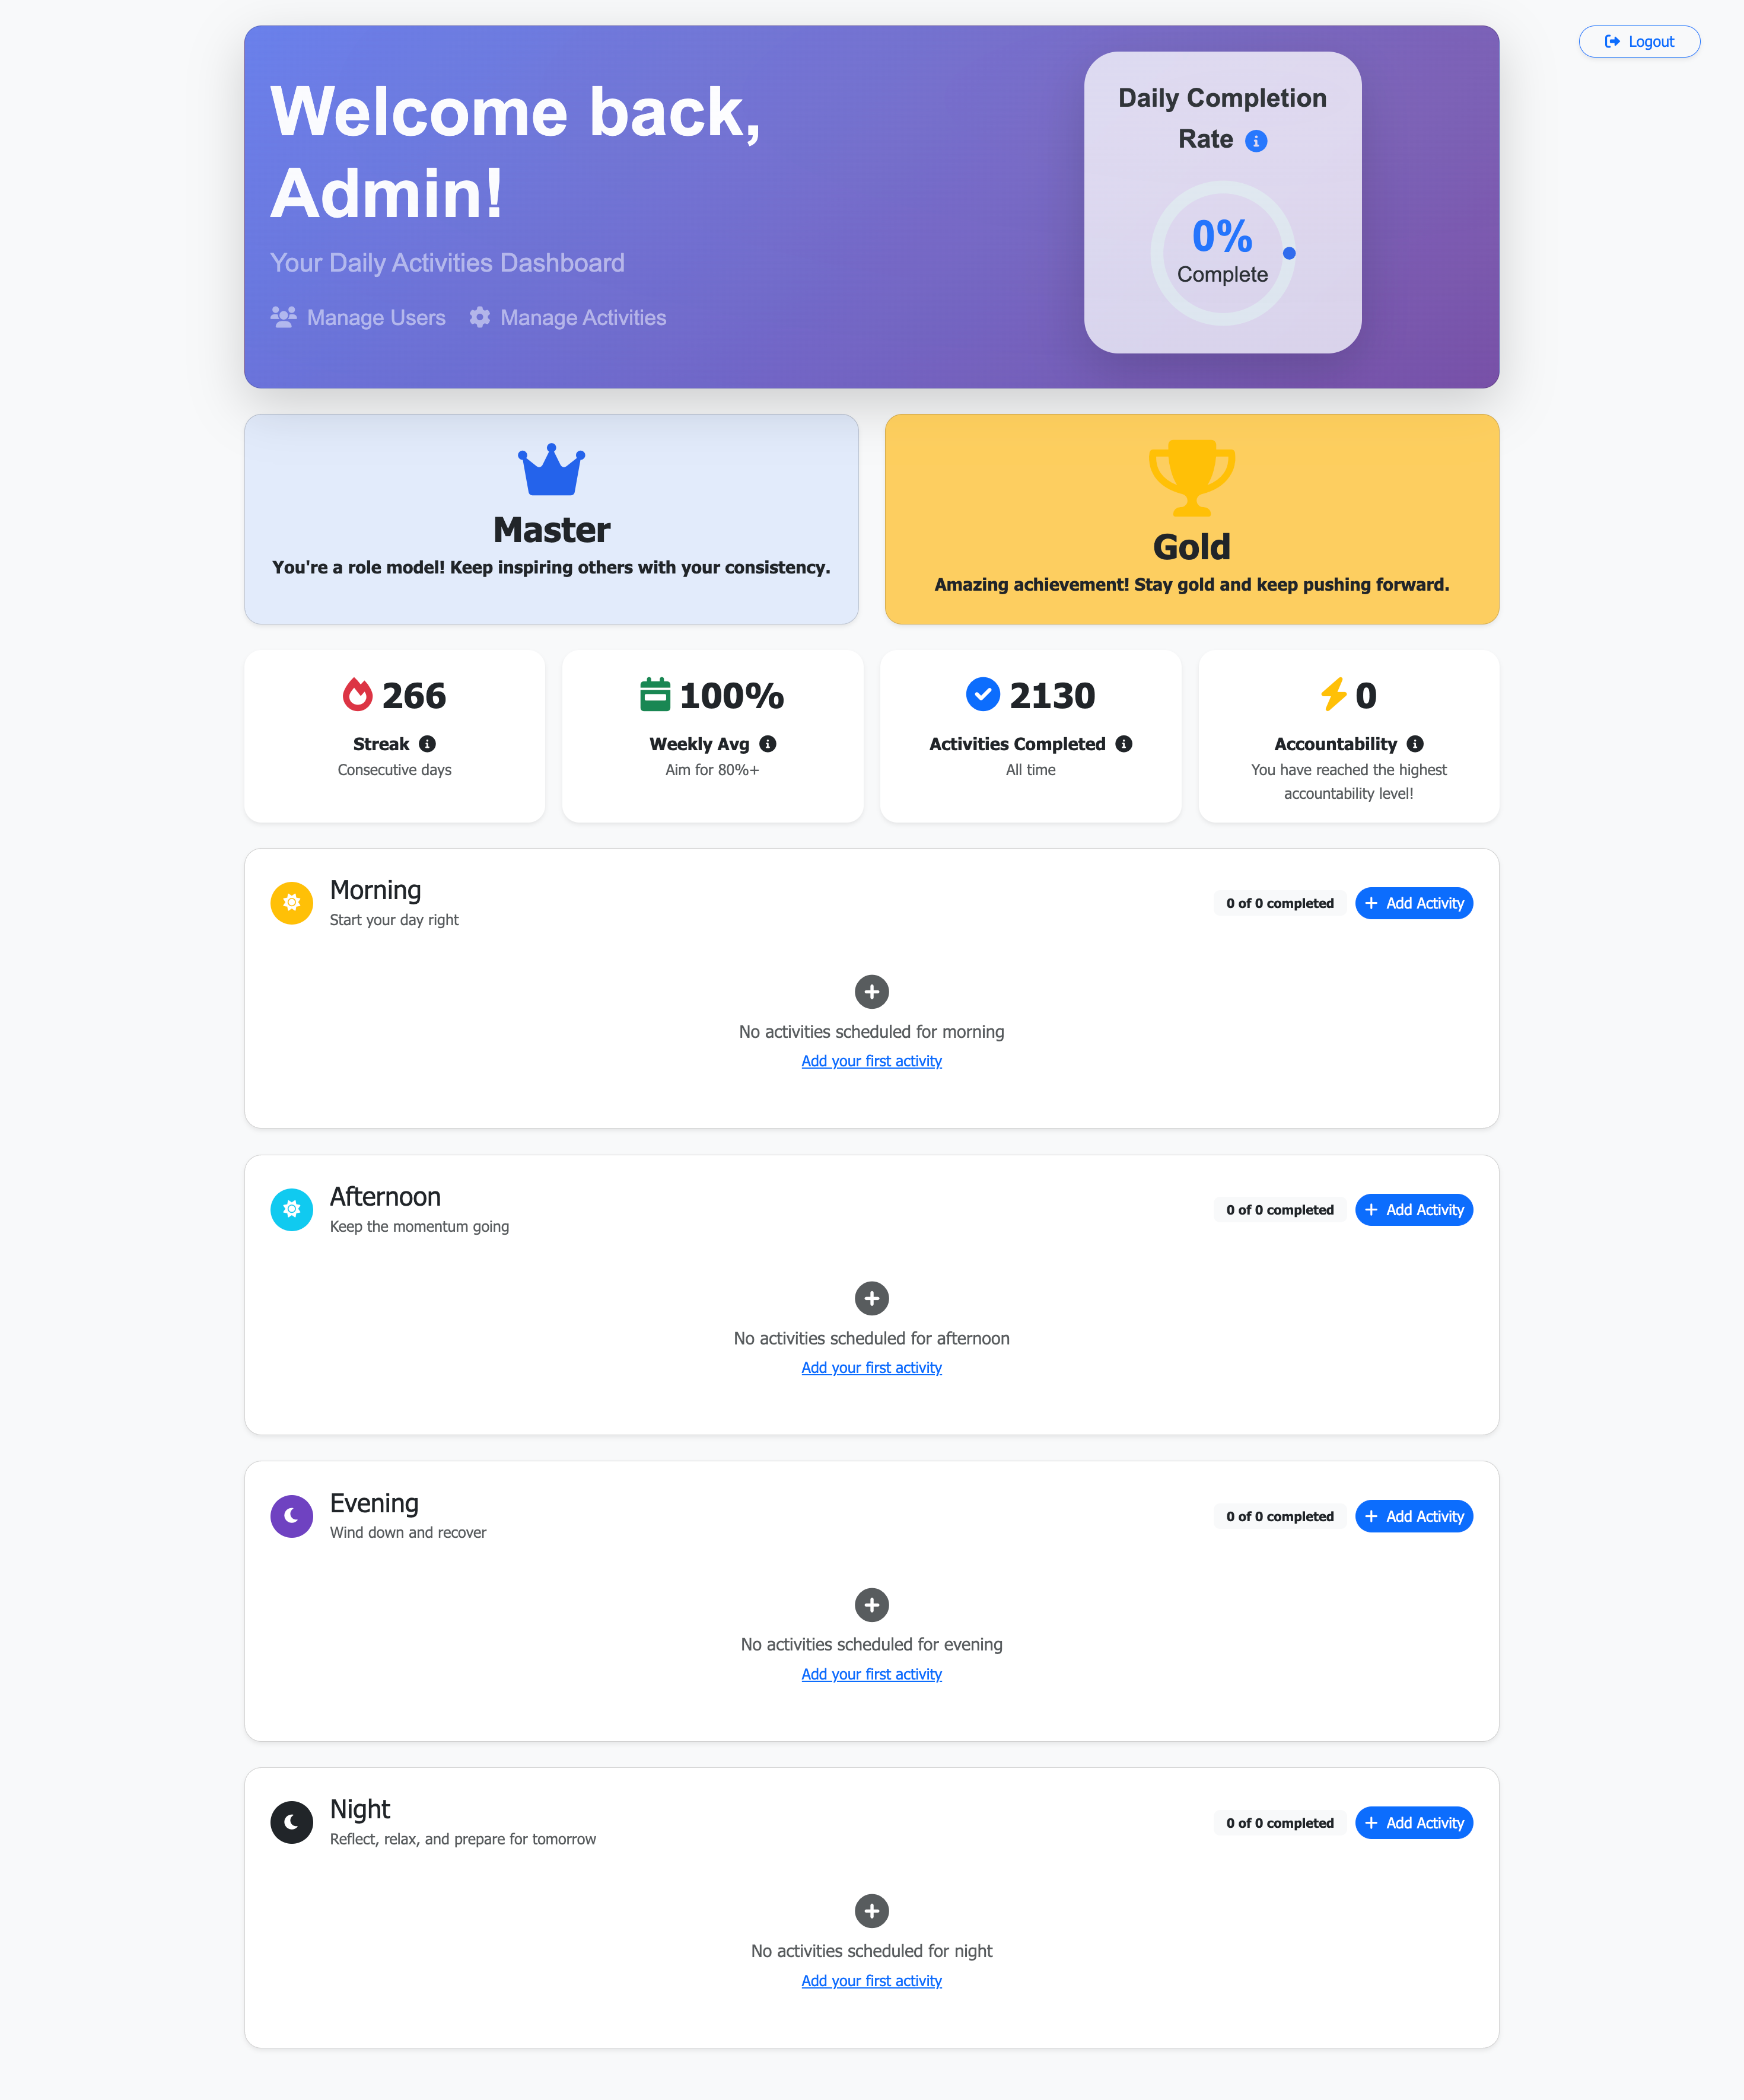 Logout
Welcome back,
Admin!
Your Daily Activities Dashboard
Manage Users Manage Activities
Daily Completion
Rate
0%
Complete
Master
You're a role model! Keep inspiring others with your consistency.
Gold
Amazing achievement! Stay gold and keep pushing forward.
266
Streak
Consecutive days
100%
Weekly Avg
Aim for 80%+
2130
Activities Completed
All time
0
Accountability
You have reached the highest
accountability level!
Morning
Start your day right
0 of 0 completed
Add Activity
No activities scheduled for morning
Add your first activity
Afternoon
Keep the momentum going
0 of 0 completed
Add Activity
No activities scheduled for afternoon
Add your first activity
Evening
Wind down and recover
0 of 0 completed
Add Activity
No activities scheduled for evening
Add your first activity
Night
Reflect, relax, and prepare for tomorrow
0 of 0 completed
Add Activity
No activities scheduled for night
Add your first activity